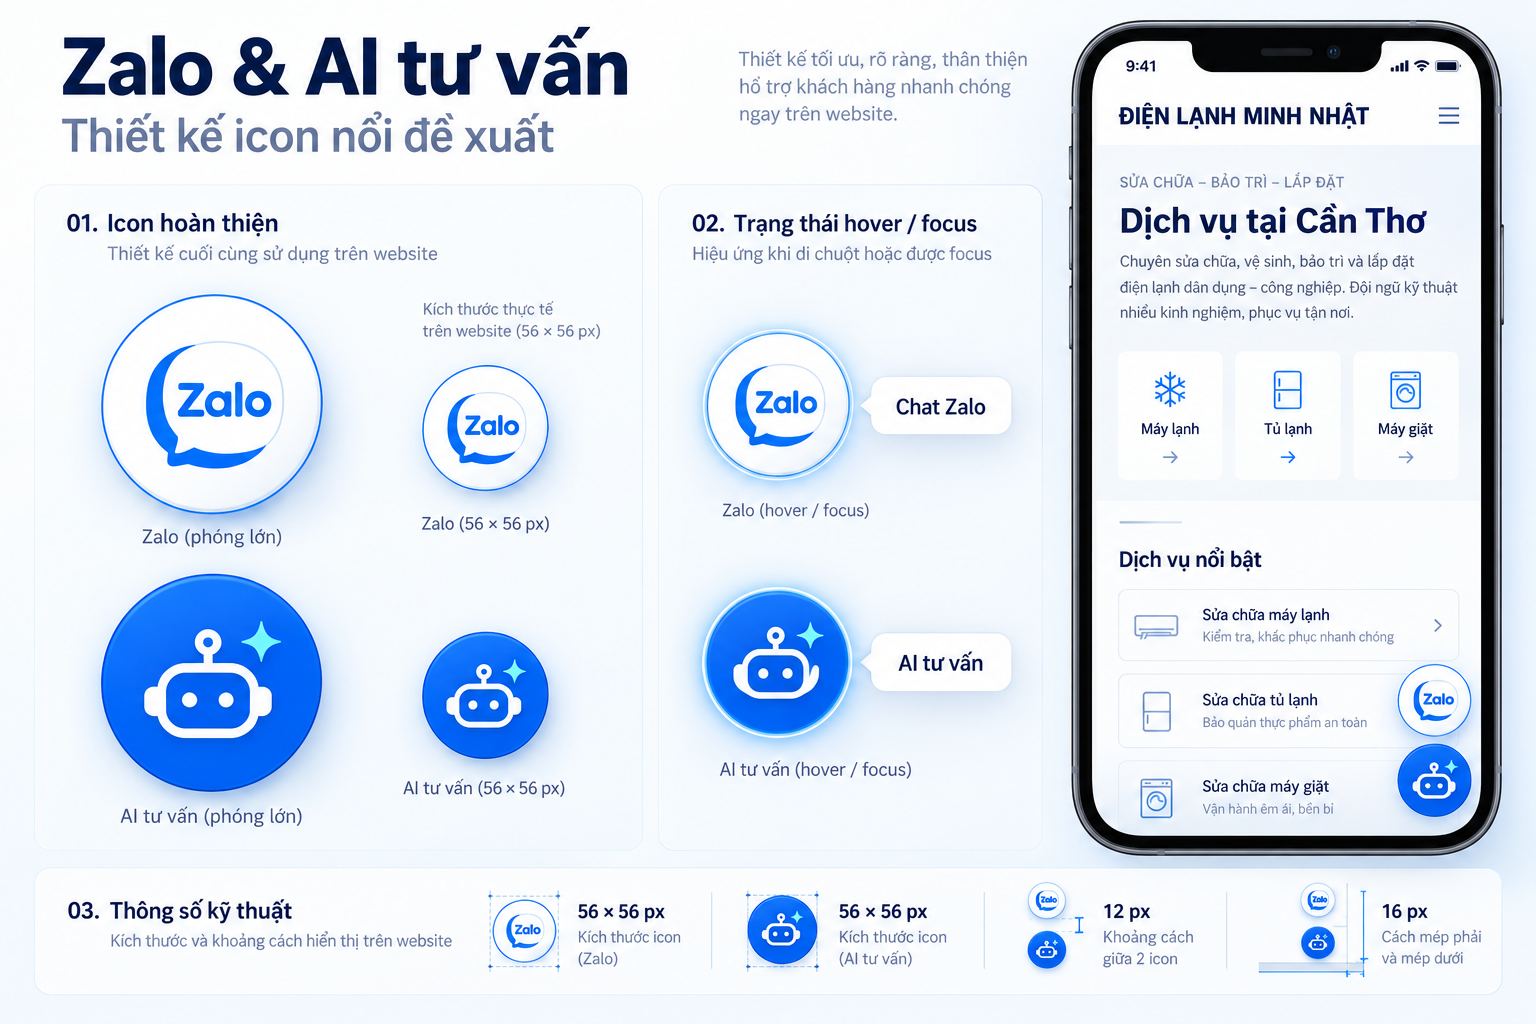 Zalo & AI tư vấn
Thiết kế icon nổi đề xuất
Thiết kế tối ưu, rõ ràng, thân thiện
hổ trợ khách hàng nhanh chóng
ngay trên website.
01. Icon hoàn thiện
Thiết kế cuối cùng sử dụng trên website
Kích thước thực tế
trên website (56 × 56 px)
Zalo
Zalo
Zalo (phóng lớn)
Zalo (56 × 56 px)
AI tư vấn (phóng lớn)
AI tư vấn (56 × 56 px)
02. Trạng thái hover / focus
Hiệu ứng khi di chuột hoặc được focus
Zalo
Chat Zalo
Zalo (hover / focus)
AI tư vấn
AI tư vấn (hover / focus)
9:41
ĐIỆN LẠNH MINH NHẬT
SỬA CHỮA – BẢO TRÌ – LẮP ĐẶT
Dịch vụ tại Cần Thơ
Chuyên sửa chữa, vệ sinh, bảo trì và lắp đặt
điện lạnh dân dụng – công nghiệp. Đội ngũ kỹ thuật
nhiều kinh nghiệm, phục vụ tận nơi.
Máy lạnh
Tủ lạnh
Máy giặt
Dịch vụ nổi bật
Sửa chữa máy lạnh
Kiểm tra, khắc phục nhanh chóng
Sửa chữa tủ lạnh
Bảo quản thực phẩm an toàn
Zalo
Sửa chữa máy giặt
Vận hành êm ái, bền bỉ
03. Thông số kỹ thuật
Kích thước và khoảng cách hiển thị trên website
Zalo
56 × 56 px
Kích thước icon
(Zalo)
56 × 56 px
Kích thước icon
(AI tư vấn)
Zalo
12 px
Khoảng cách
giữa 2 icon
Zalo
16 px
Cách mép phải
và mép dưới